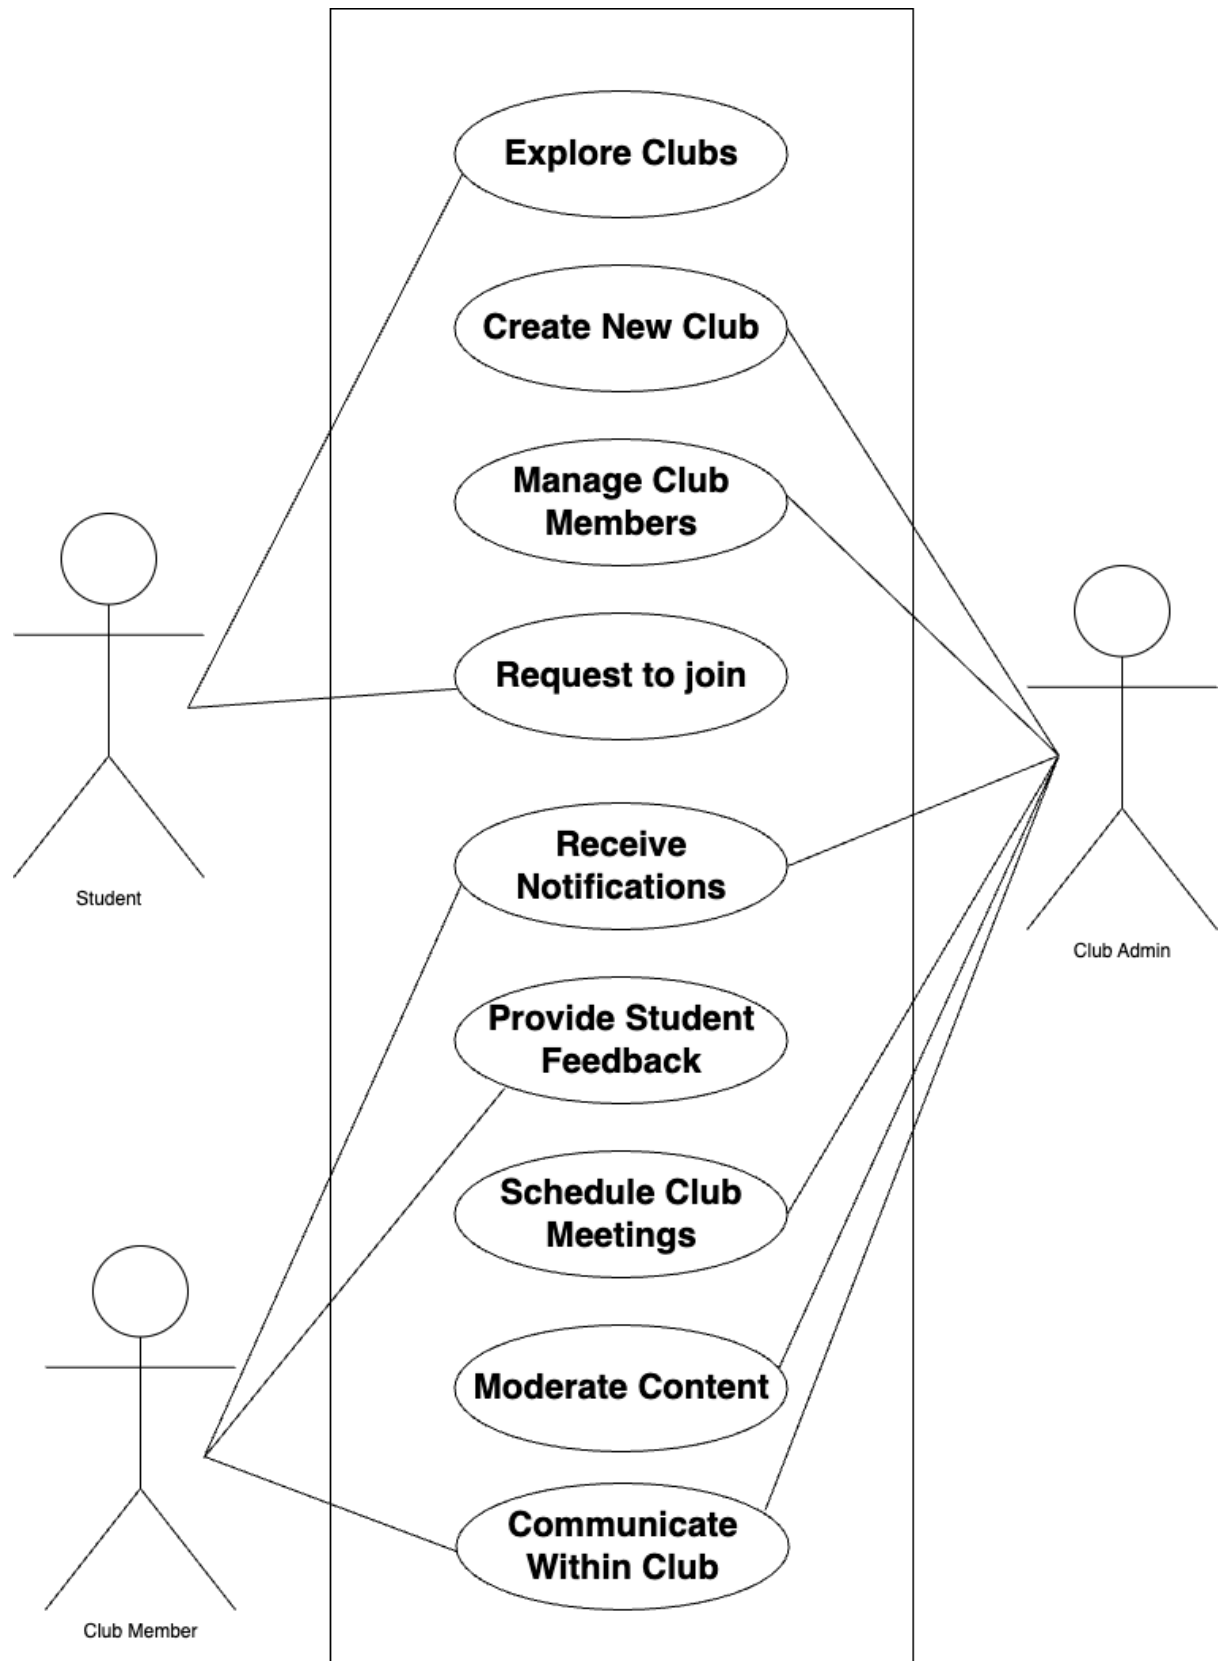 Explore Clubs
Create New Club
Manage Club
Members
Request to join
Receive
Notifications
Student
Club Admin
Provide Student
Feedback
Schedule Club
Meetings
Moderate Content
Communicate
Within Club
Club Member